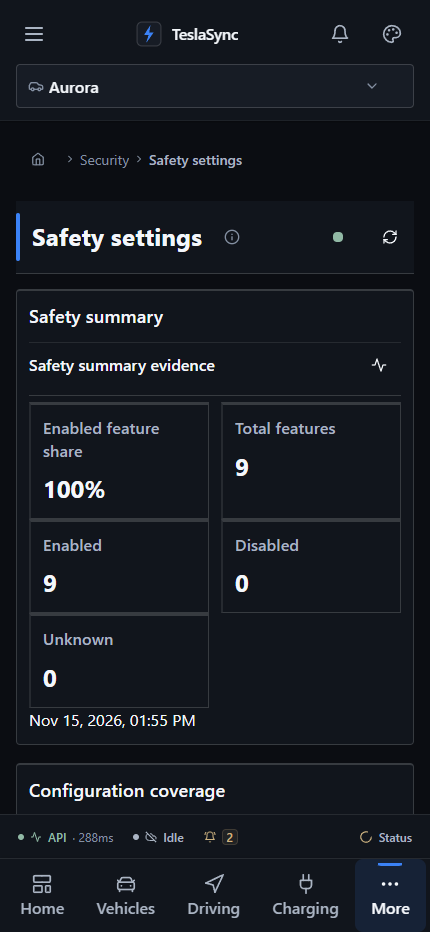 TeslaSync
Aurora
Security
Safety settings
Safety settings
Safety summary
Safety summary evidence
Enabled feature
share
100%
Total features
9
Enabled
9
Disabled
0
Unknown
0
Nov 15, 2026, 01:55 PM
Configuration coverage
API · 288ms
Idle
2
Status
Home
Vehicles
Driving
Charging
More